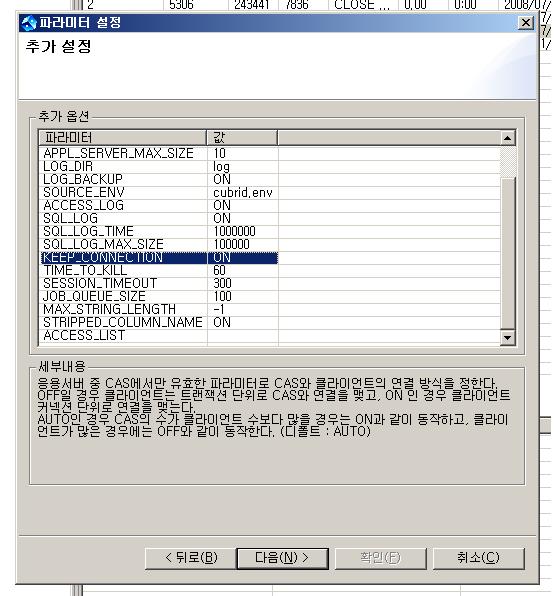 2 5306 243441 7836 CLOSE ... 0,00 0:00 2008/07/
파라미터 설정
추가 설정
추가 옵션
파라미터 값
APPL_SERVER_MAX_SIZE 10
LOG_DIR log
LOG_BACKUP ON
SOURCE_ENV cubrid,env
ACCESS_LOG ON
SQL_LOG ON
SQL_LOG_TIME 1000000
SQL_LOG_MAX_SIZE 100000
KEEP_CONNECTION ON
TIME_TO_KILL 60
SESSION_TIMEOUT 300
JOB_QUEUE_SIZE 100
MAX_STRING_LENGTH -1
STRIPPED_COLUMN_NAME ON
ACCESS_LIST
세부내용
응용서버 중 CAS에서만 유효한 파라미터로 CAS와 클라이언트의 연결 방식을 정한다.
OFF일 경우 클라이언트는 트랜잭션 단위로 CAS와 연결을 맺고, ON 인 경우 클라이언트
커넥션 단위로 연결을 맺는다.
AUTO인 경우 CAS의 수가 클라이언트 수보다 많을 경우는 ON과 같이 동작하고, 클라이
언트가 많은 경우에는 OFF와 같이 동작한다. (디폴트 : AUTO)
< 뒤로(B) 다음(N) > 확인(F) 취소(C)